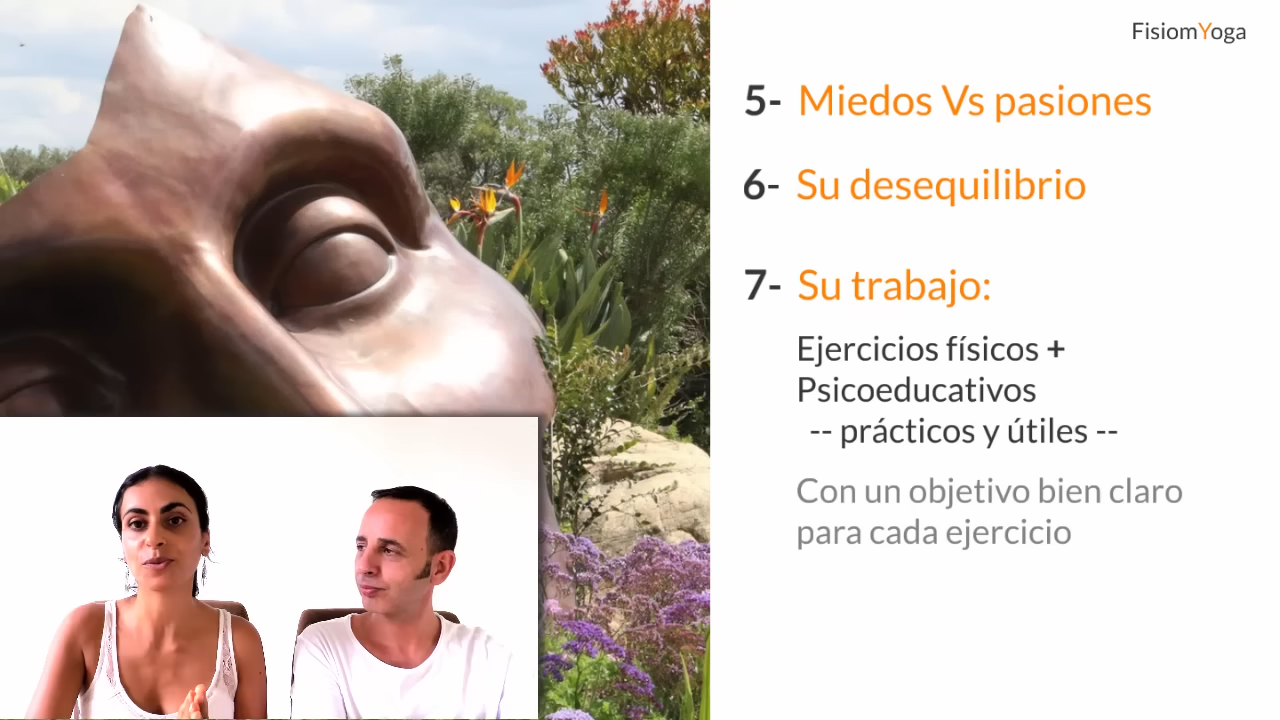 FisiomYoga
5- Miedos Vs pasiones
6- Su desequilibrio
7- Su trabajo:
Ejercicios físicos +
Psicoeducativos
-- prácticos y útiles --
Con un objetivo bien claro
para cada ejercicio